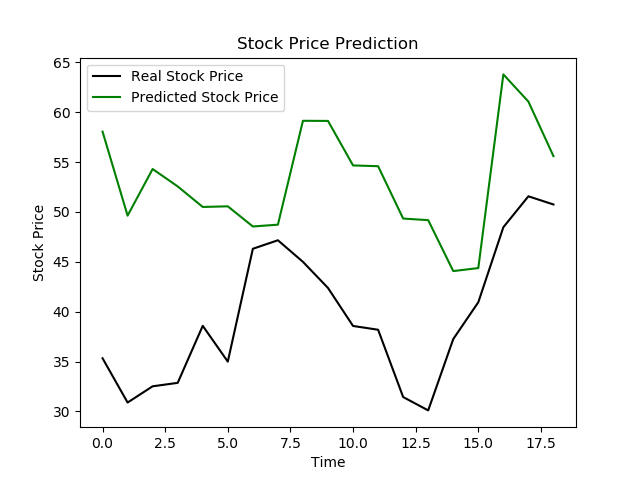 Stock Price Prediction
Real Stock Price
Predicted Stock Price
Stock Price
65
60
55
50
45
40
35
30
0.0 2.5 5.0 7.5 10.0 12.5 15.0 17.5
Time